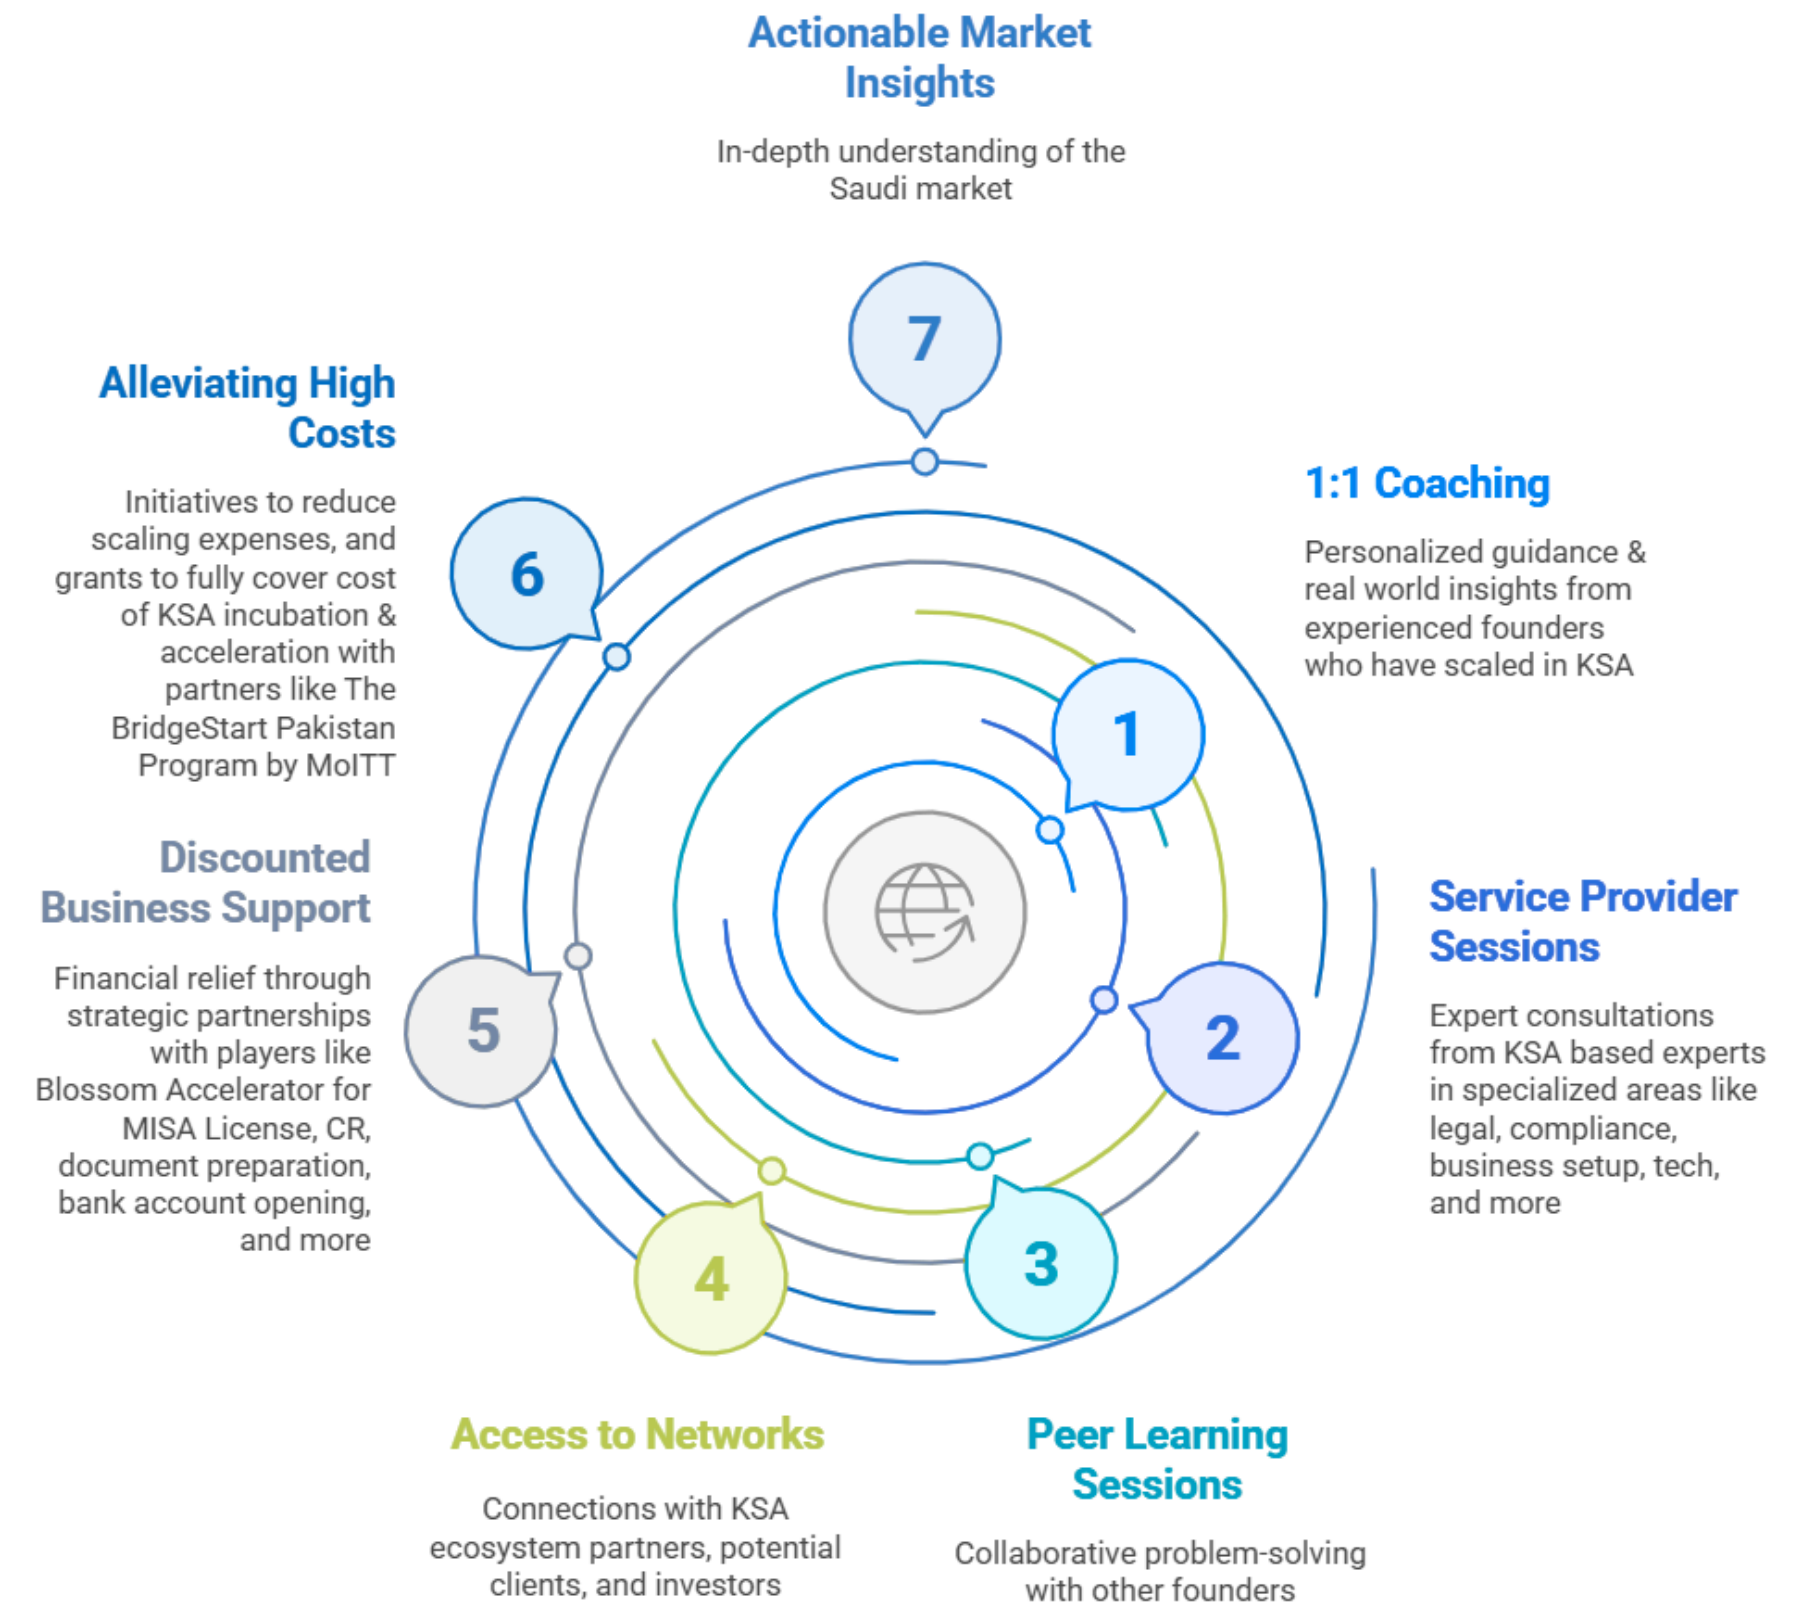 Actionable Market
Insights
In-depth understanding of the
Saudi market
7
Alleviating High
Costs
Initiatives to reduce
scaling expenses, and
grants to fully cover cost
of KSA incubation &
acceleration with
partners like The
BridgeStart Pakistan
Program by MoITT
6
1:1 Coaching
Personalized guidance &
real world insights from
experienced founders
who have scaled in KSA
1
Discounted
Business Support
Financial relief through
strategic partnerships
with players like
Blossom Accelerator for
MISA License, CR,
document preparation,
bank account opening,
and more
5
Service Provider
Sessions
Expert consultations
from KSA based experts
in specialized areas like
legal, compliance,
business setup, tech,
and more
2
4
3
Access to Networks
Connections with KSA
ecosystem partners, potential
clients, and investors
Peer Learning
Sessions
Collaborative problem-solving
with other founders